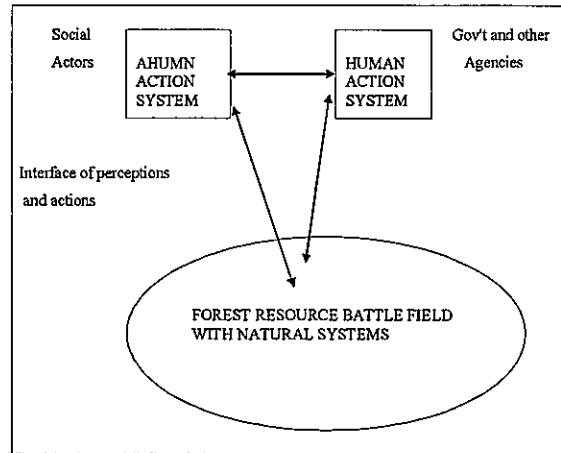 Social
Actors
AHUMN
ACTION
SYSTEM
HUMAN
ACTION
SYSTEM
Gov't and other
Agencies
Interface of perceptions
and actions
FOREST RESOURCE BATTLE FIELD
WITH NATURAL SYSTEMS